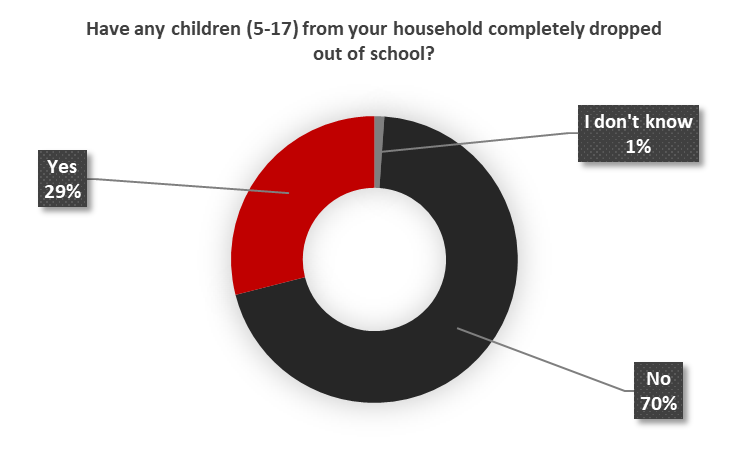 Have any children (5-17) from your household completely dropped
out of school?
I don't know
1%
Yes
29%
No
70%